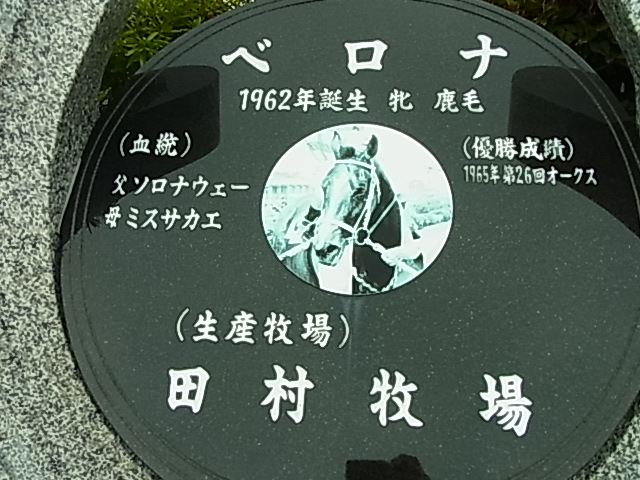 ベロナ
1962年誕生 牝 鹿毛
(血統)
父ソロナウェー
母ミスサカエ
(優勝成績)
1965年第26回オークス
(生産牧場)
田村牧場